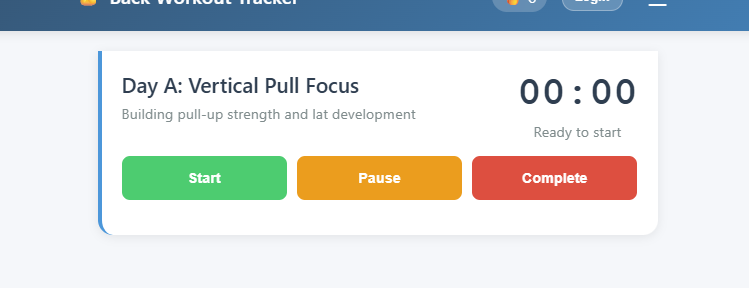 Back Workout Tracker
Login
Day A: Vertical Pull Focus
00:00
Building pull-up strength and lat development
Ready to start
Start
Pause
Complete